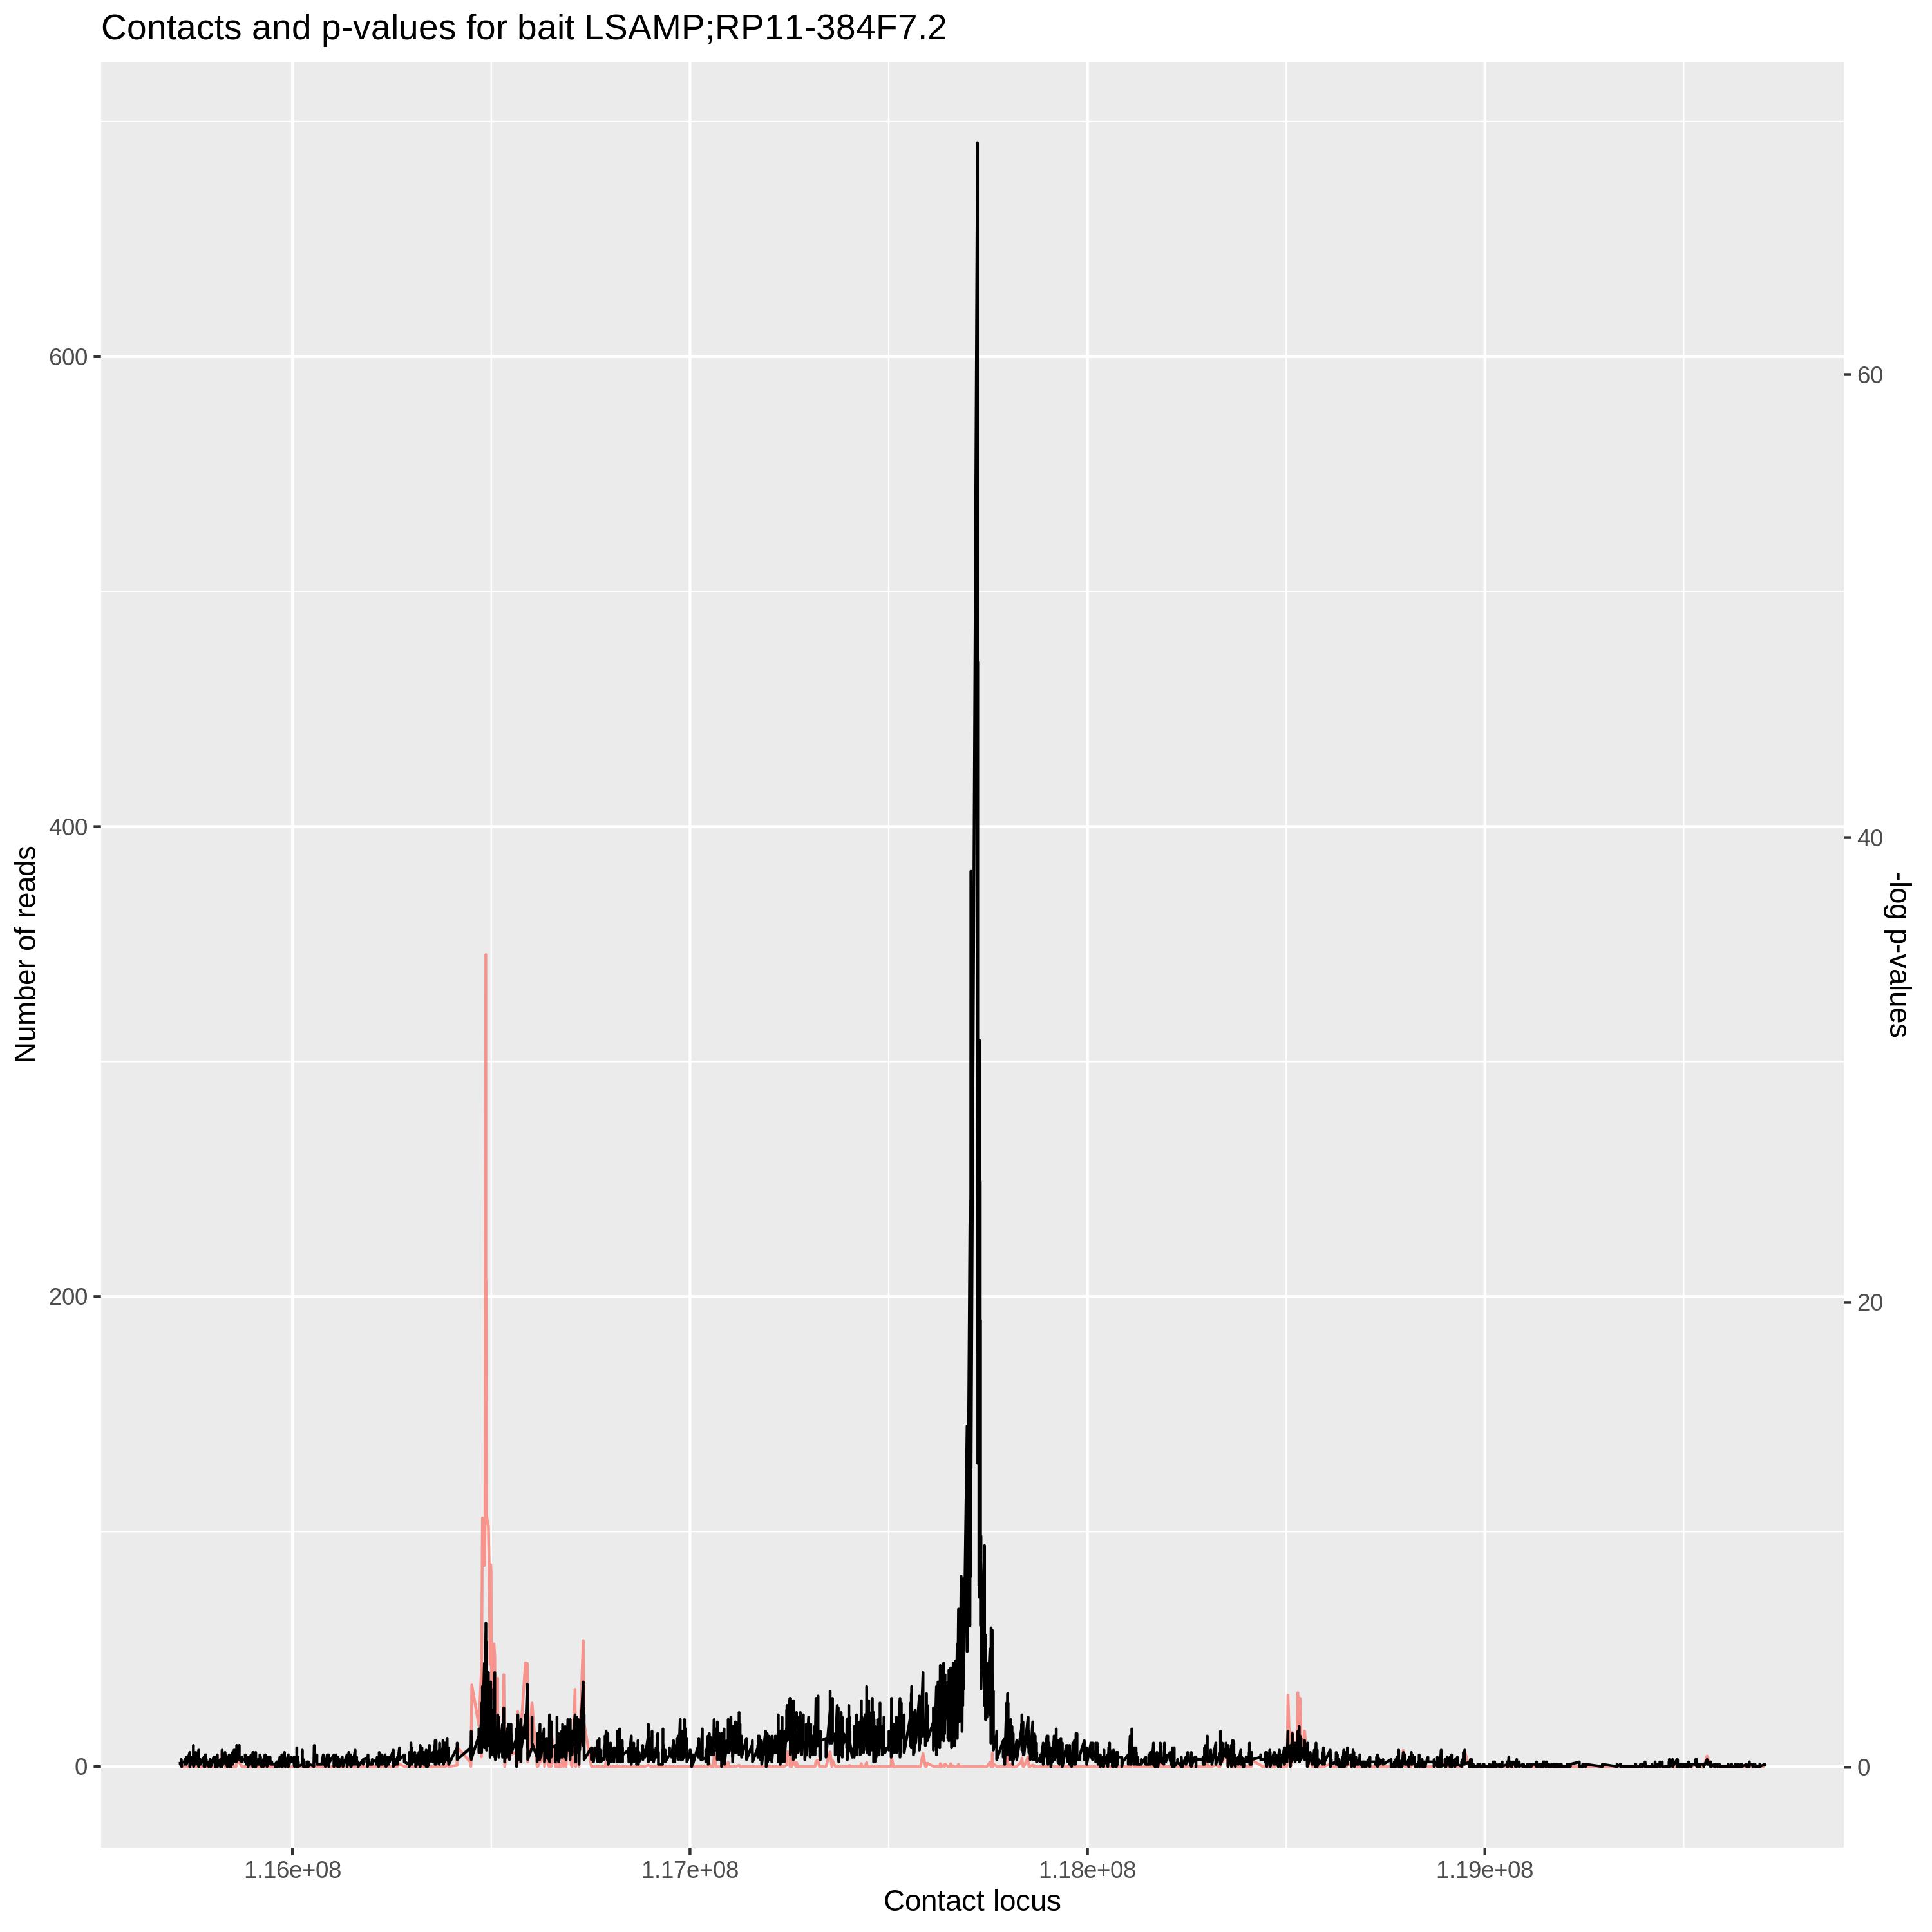 Contacts and p-values for bait LSAMP;RP11-384F7.2
600
400
200
0
Number of reads
60
40
20
0
-log p-values
1.16e+08
1.17e+08
1.18e+08
1.19e+08
Contact locus